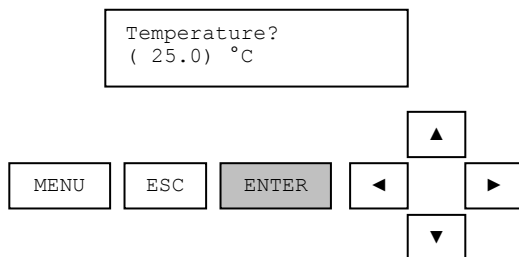 Temperature?
( 25.0) °C
▲
MENU ESC ENTER ◄ ►
▼